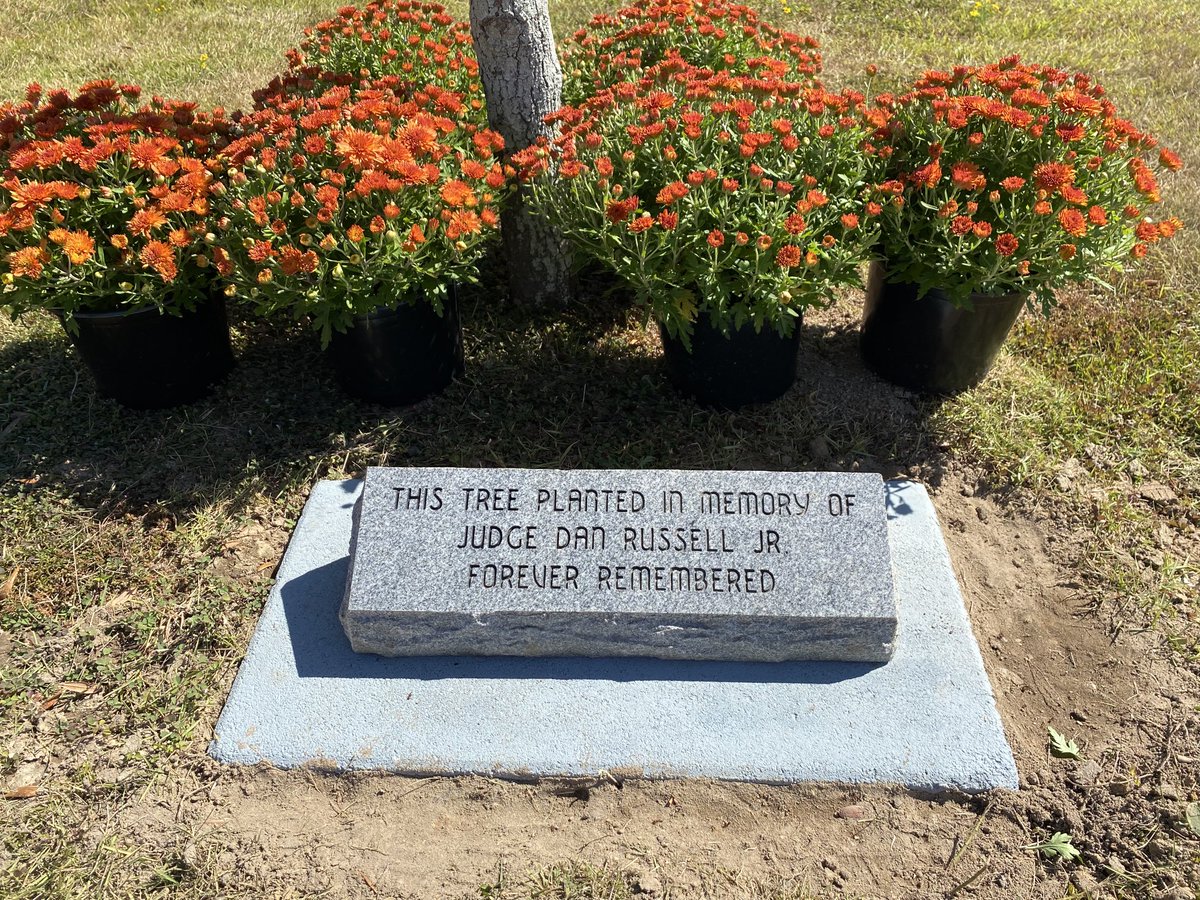 THIS TREE PLANTED IN MEMORY OF
JUDGE DAN RUSSELL JR.
FOREVER REMEMBERED